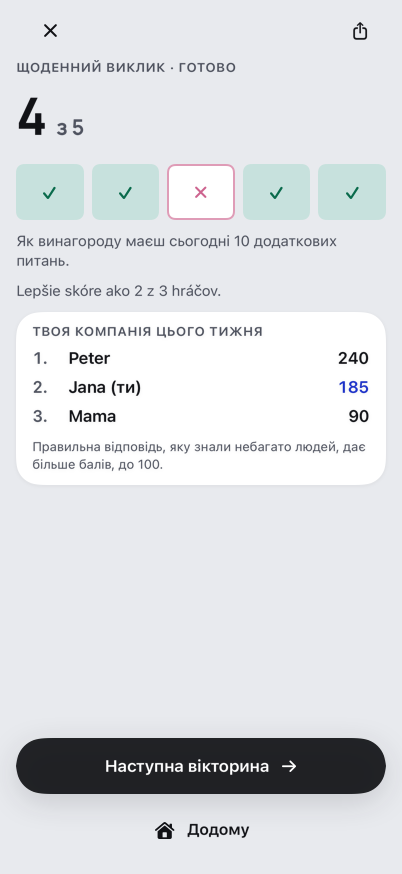 ЩОДЕННИЙ ВИКЛИК · ГОТОВО
4 з 5
Як винагороду маєш сьогодні 10 додаткових
питань.
Lepšie skóre ako 2 z 3 hráčov.
ТВОЯ КОМПАНІЯ ЦЬОГО ТИЖНЯ
1. Peter 240
2. Jana (ти) 185
3. Mama 90
Правильна відповідь, яку знали небагато людей, дає
більше балів, до 100.
Наступна вікторина →
Додому